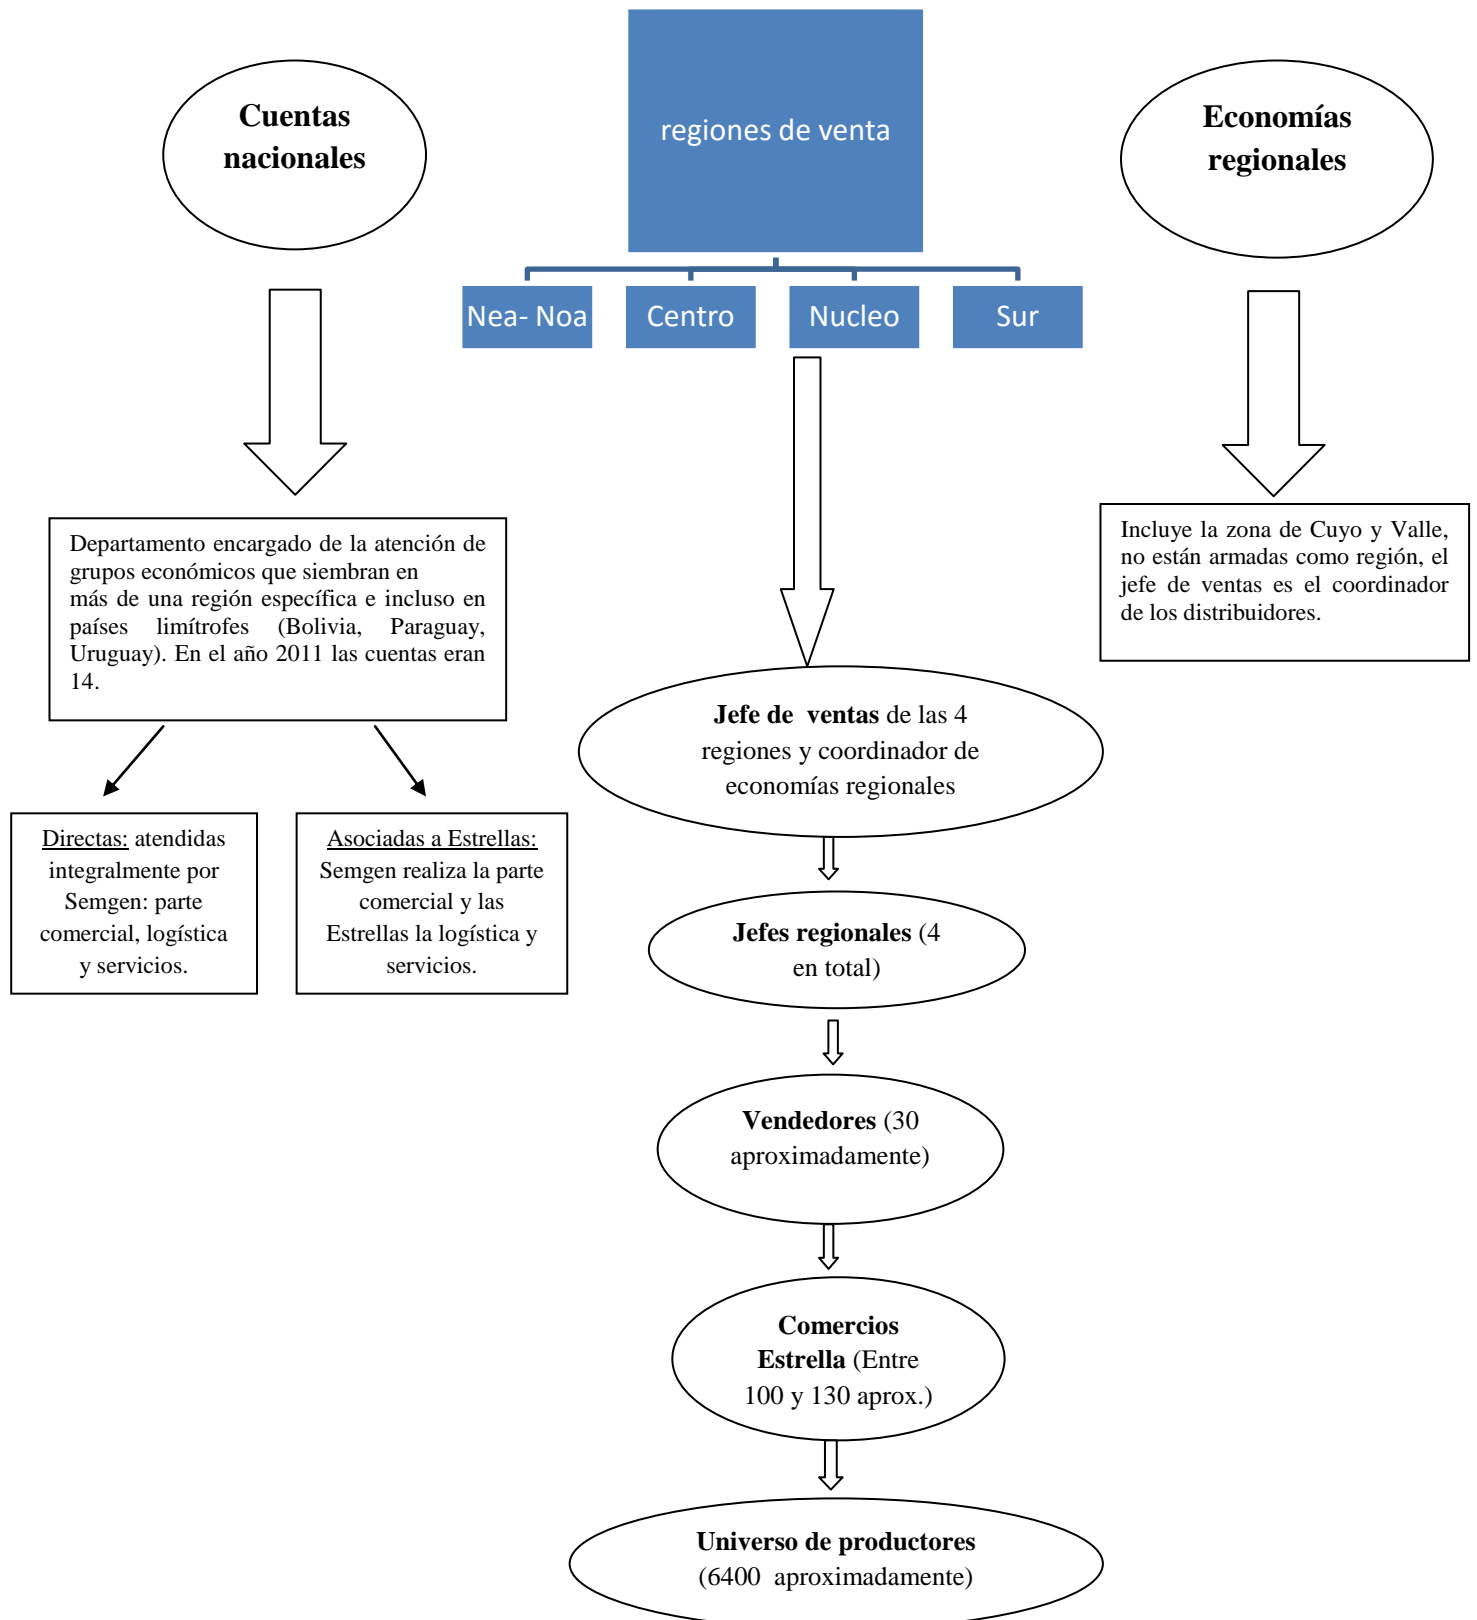 Cuentas
nacionales
regiones de venta
Economías
regionales
Nea- Noa
Centro
Nucleo
Sur
Departamento encargado de la atención de
grupos económicos que siembran en
más de una región específica e incluso en
países limítrofes (Bolivia, Paraguay,
Uruguay). En el año 2011 las cuentas eran
14.
Incluye la zona de Cuyo y Valle,
no están armadas como región, el
jefe de ventas es el coordinador
de los distribuidores.
Jefe de ventas de las 4
regiones y coordinador de
economías regionales
Directas: atendidas
integralmente por
Semgen: parte
comercial, logística
y servicios.
Asociadas a Estrellas:
Semgen realiza la parte
comercial y las
Estrellas la logística y
servicios.
Jefes regionales (4
en total)
Vendedores (30
aproximadamente)
Comercios
Estrella (Entre
100 y 130 aprox.)
Universo de productores
(6400 aproximadamente)